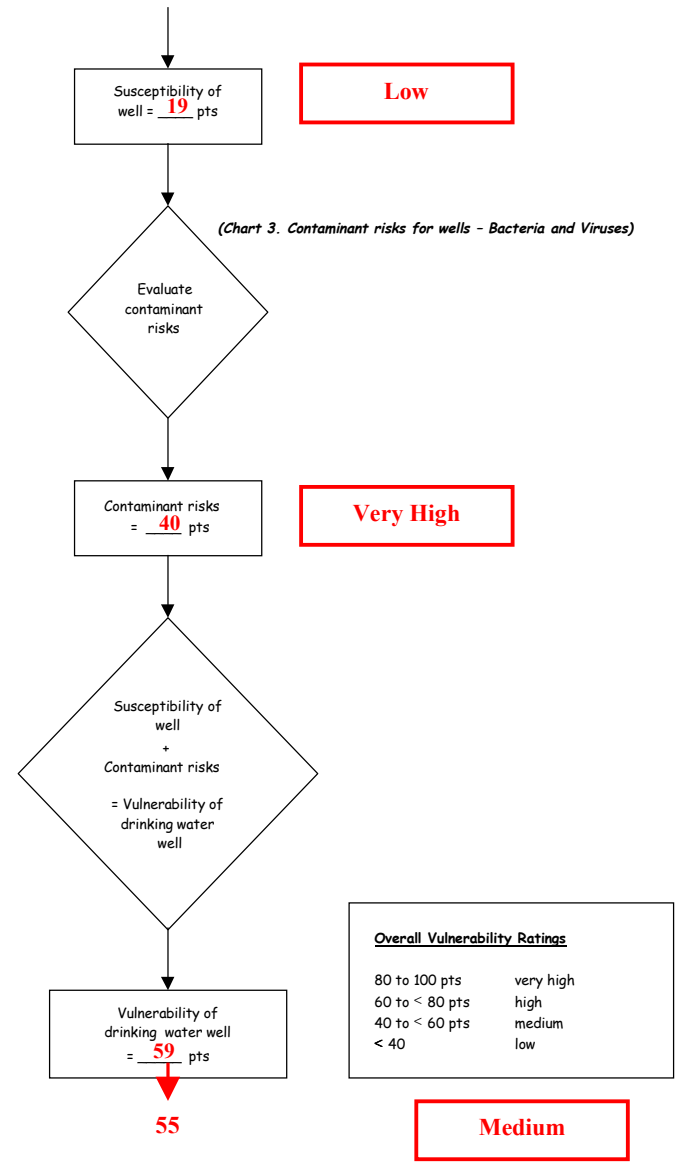 Susceptibility of
well = 19 pts
Low
(Chart 3. Contaminant risks for wells – Bacteria and Viruses)
Evaluate
contaminant
risks
Contaminant risks
= 40 pts
Very High
Susceptibility of
well
+
Contaminant risks
= Vulnerability of
drinking water
well
Vulnerability of
drinking water well
= 59 pts
55
Overall Vulnerability Ratings
80 to 100 pts very high
60 to < 80 pts high
40 to < 60 pts medium
< 40 low
Medium